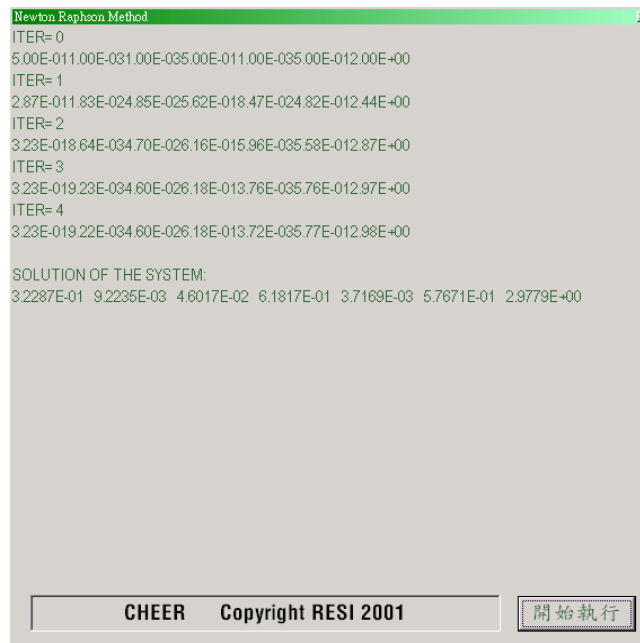 Newton Raphson Method
ITER= 0
5.00E-011.00E-031.00E-035.00E-011.00E-035.00E-012.00E+00
ITER= 1
2.87E-011.83E-024.85E-025.62E-018.47E-024.82E-012.44E+00
ITER= 2
3.23E-018.64E-034.70E-026.16E-015.96E-035.58E-012.87E+00
ITER= 3
3.23E-019.23E-034.60E-026.18E-013.76E-035.76E-012.97E+00
ITER= 4
3.23E-019.22E-034.60E-026.18E-013.72E-035.77E-012.98E+00
SOLUTION OF THE SYSTEM:
3.2287E-01 9.2235E-03 4.6017E-02 6.1817E-01 3.7169E-03 5.7671E-01 2.9779E+00
CHEER Copyright RESI 2001
開始執行